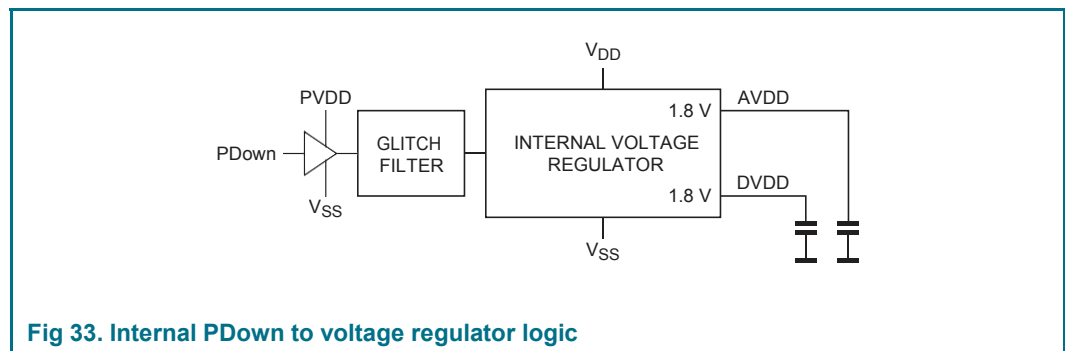 VDD
PVDD
AVDD
1.8 V
PDown
GLITCH
FILTER
INTERNAL VOLTAGE
REGULATOR
DVDD
1.8 V
VSS
VSS
Fig 33. Internal PDown to voltage regulator logic